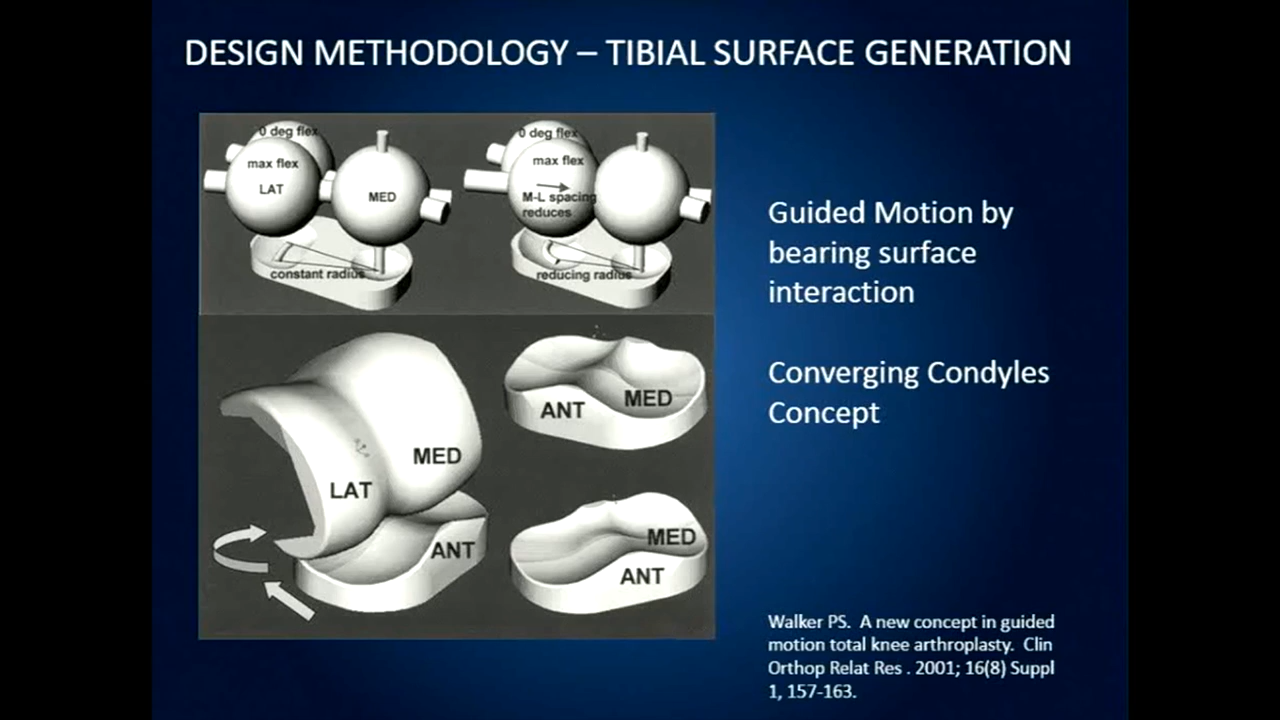 DESIGN METHODOLOGY – TIBIAL SURFACE GENERATION
0 deg flex
max flex
LAT
MED
constant radius
0 deg flex
max flex
M-L spacing
reduces
reducing radius
MED
LAT
ANT
ANT
MED
MED
ANT
Guided Motion by
bearing surface
interaction
Converging Condyles
Concept
Walker PS. A new concept in guided
motion total knee arthroplasty. Clin
Orthop Relat Res . 2001; 16(8) Suppl
1, 157-163.